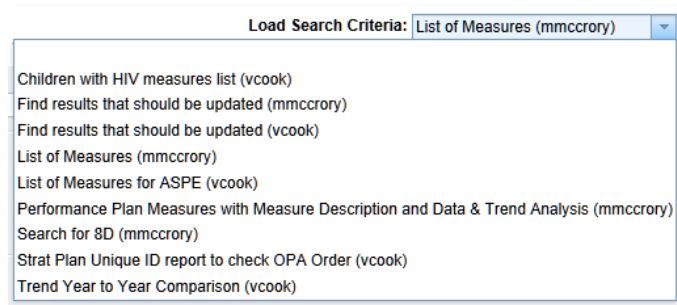 Load Search Criteria: List of Measures (mmccrory)
Children with HIV measures list (vcook)
Find results that should be updated (mmccrory)
Find results that should be updated (vcook)
List of Measures (mmccrory)
List of Measures for ASPE (vcook)
Performance Plan Measures with Measure Description and Data & Trend Analysis (mmccrory)
Search for 8D (mmccrory)
Strat Plan Unique ID report to check OPA Order (vcook)
Trend Year to Year Comparison (vcook)